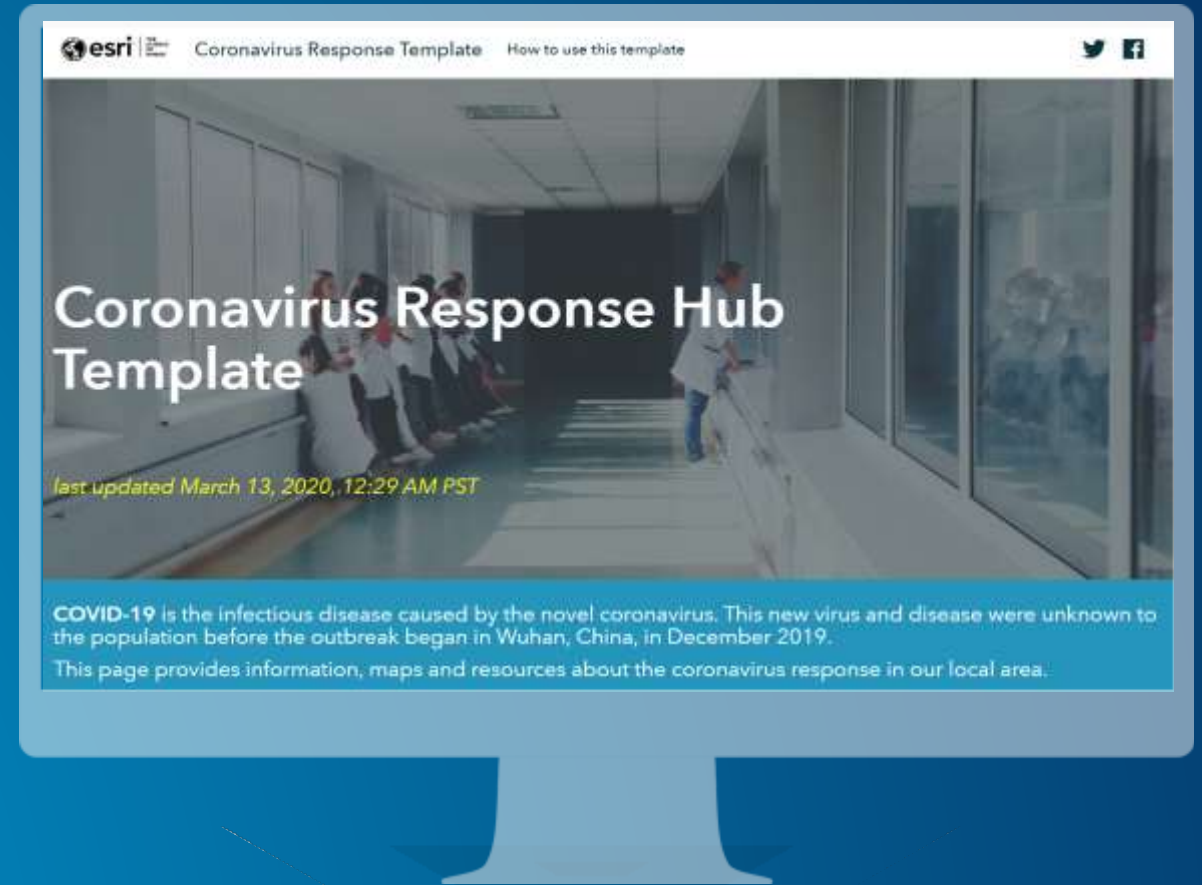 esri Coronavirus Response Template How to use this template
Coronavirus Response Hub
Template
last updated March 13, 2020, 12:29 AM PST
COVID-19 is the infectious disease caused by the novel coronavirus. This new virus and disease were unknown to
the population before the outbreak began in Wuhan, China, in December 2019.
This page provides information, maps and resources about the coronavirus response in our local area.